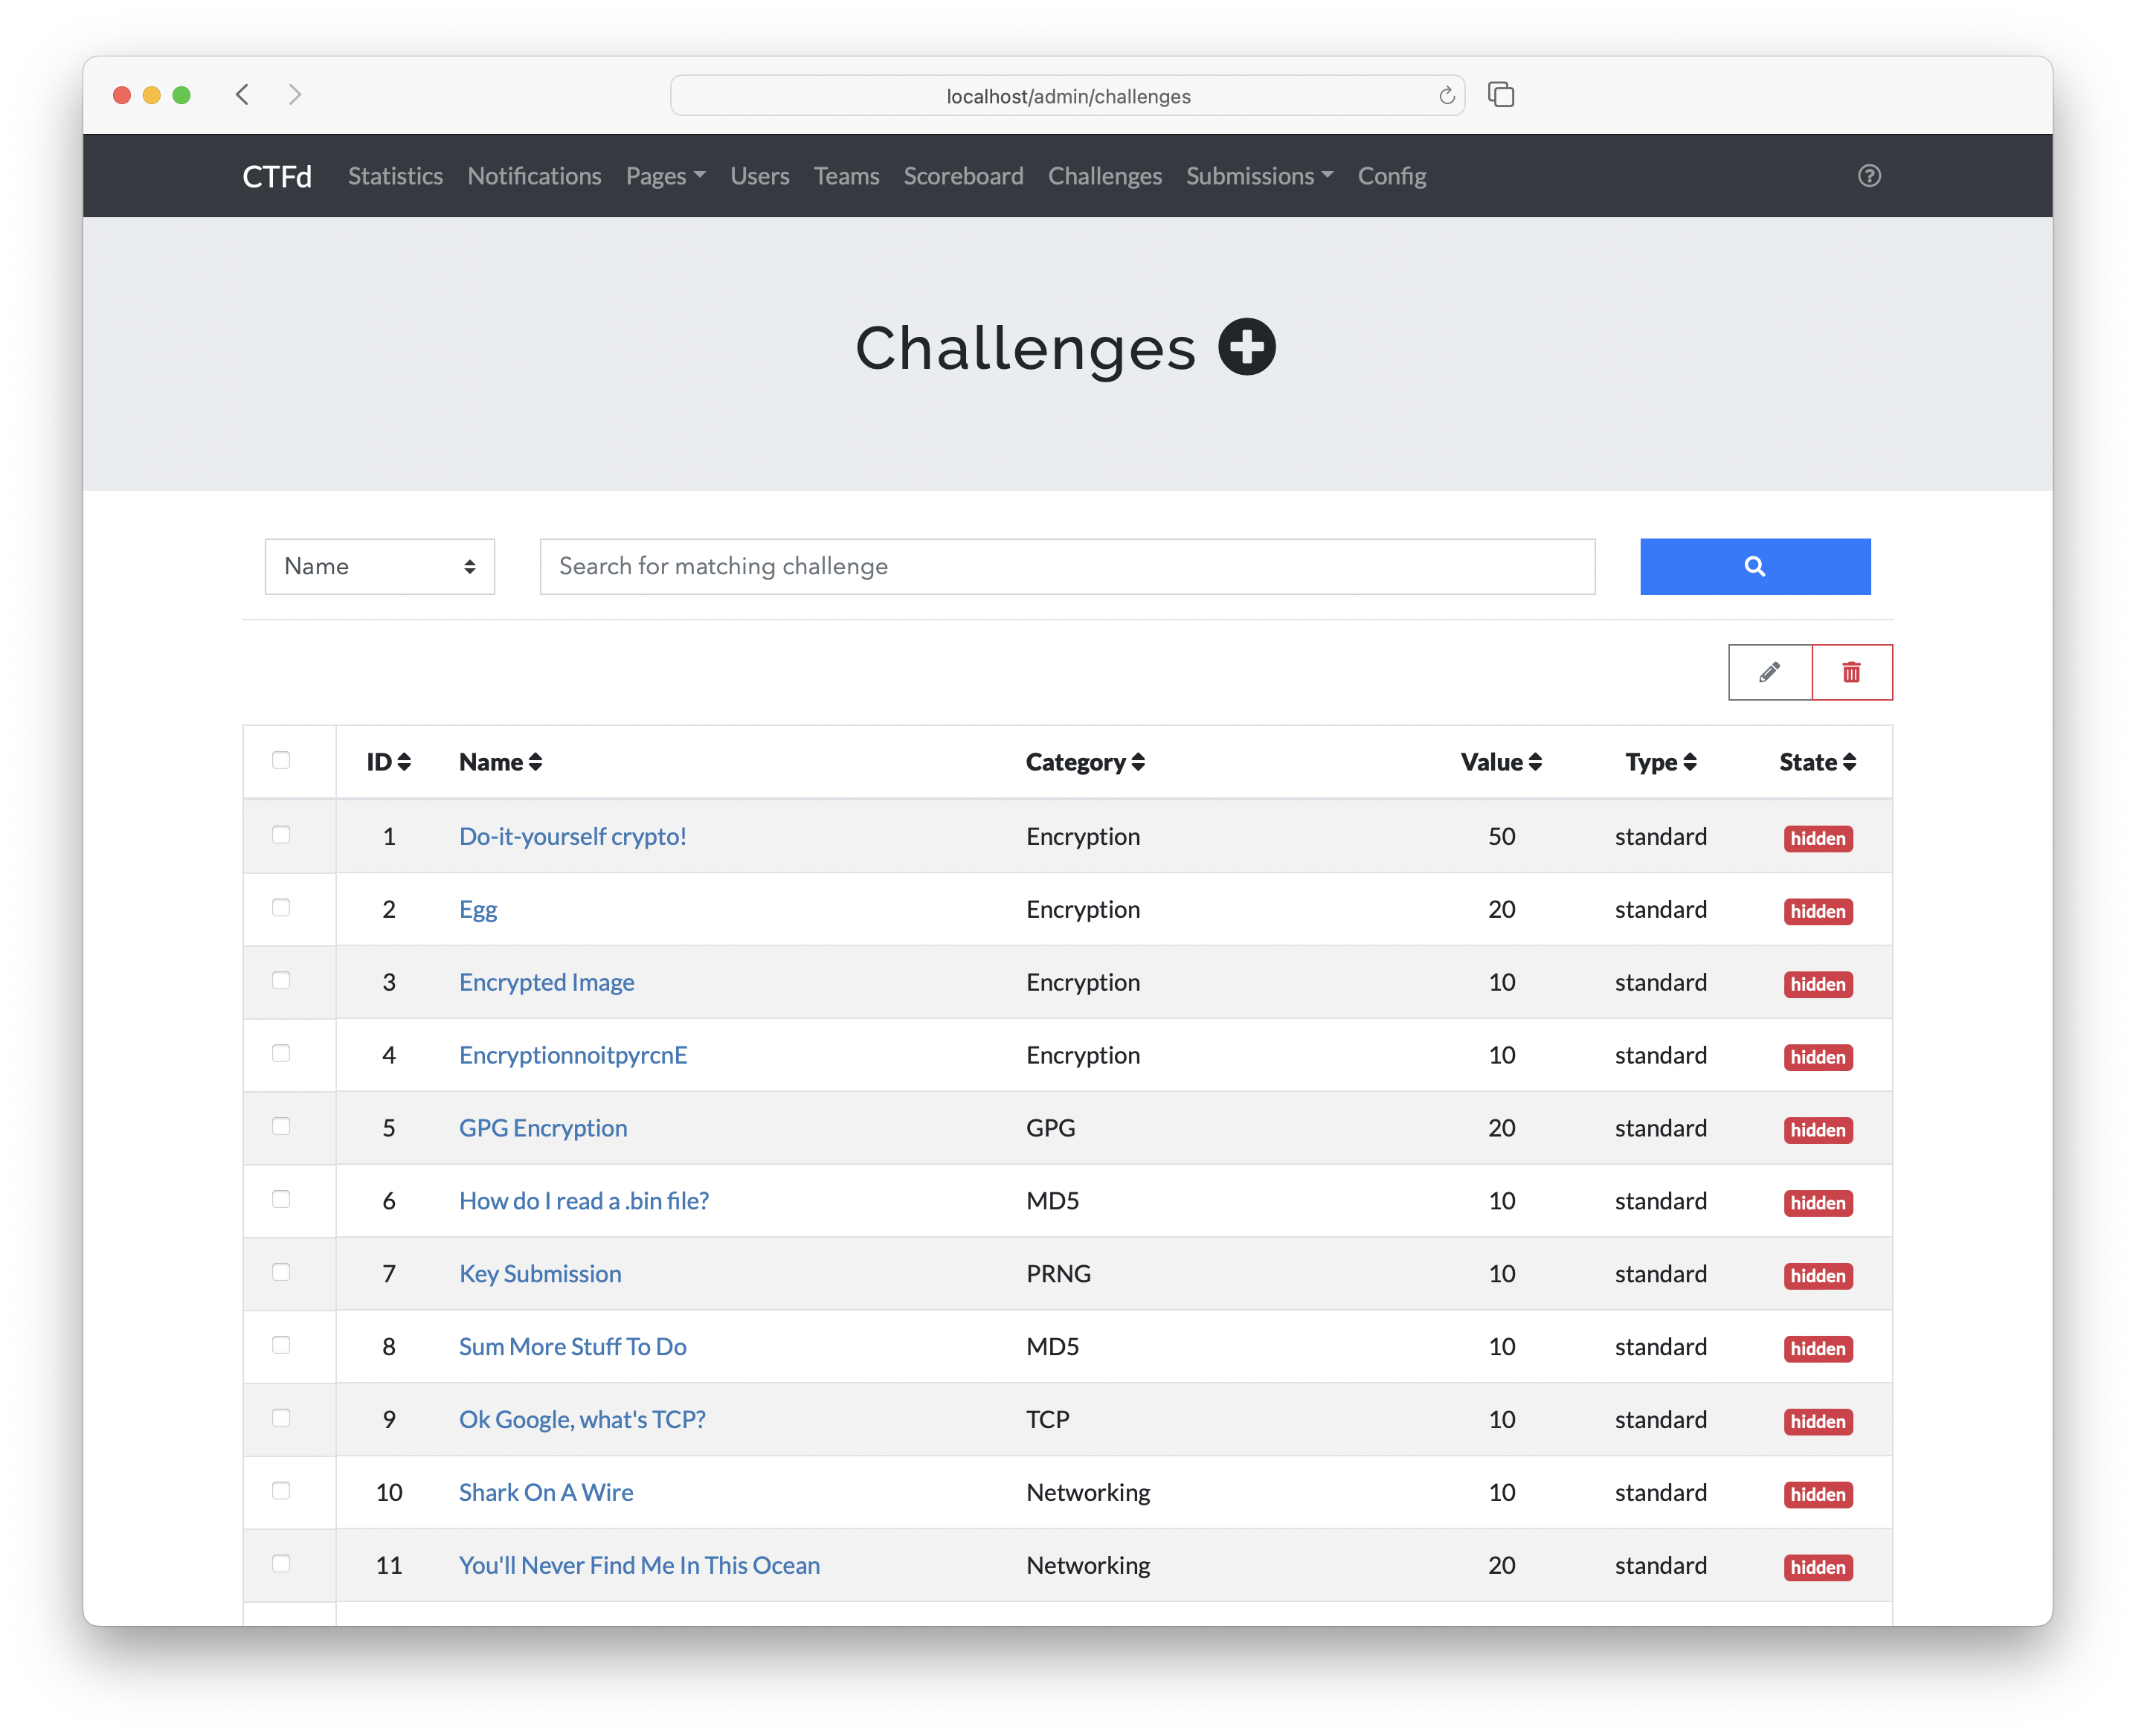 localhost/admin/challenges
CTFd Statistics Notifications Pages Users Teams Scoreboard Challenges Submissions Config
Challenges
Name Search for matching challenge
ID Name Category Value Type State
1 Do-it-yourself crypto! Encryption 50 standard hidden
2 Egg Encryption 20 standard hidden
3 Encrypted Image Encryption 10 standard hidden
4 EncryptionnoitpyrcnE Encryption 10 standard hidden
5 GPG Encryption GPG 20 standard hidden
6 How do I read a .bin file? MD5 10 standard hidden
7 Key Submission PRNG 10 standard hidden
8 Sum More Stuff To Do MD5 10 standard hidden
9 Ok Google, what's TCP? TCP 10 standard hidden
10 Shark On A Wire Networking 10 standard hidden
11 You'll Never Find Me In This Ocean Networking 20 standard hidden